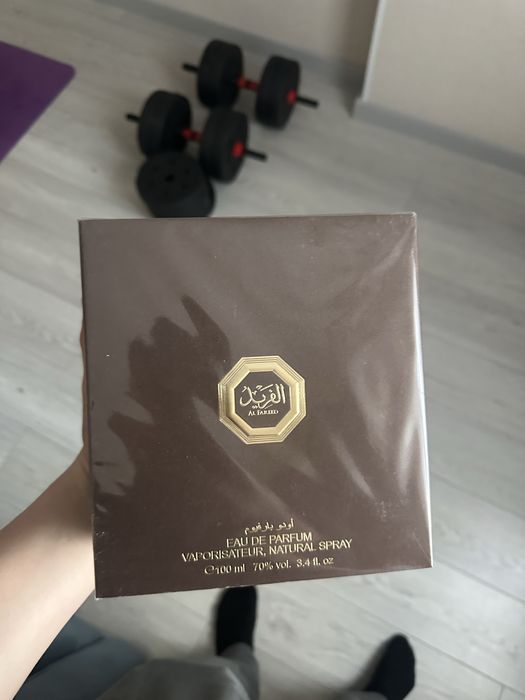 الفريد
AL FAREED
أودو بارفيوم
EAU DE PARFUM
VAPORISATEUR, NATURAL SPRAY
℮100 ml 70% vol. 3.4 fl. oz